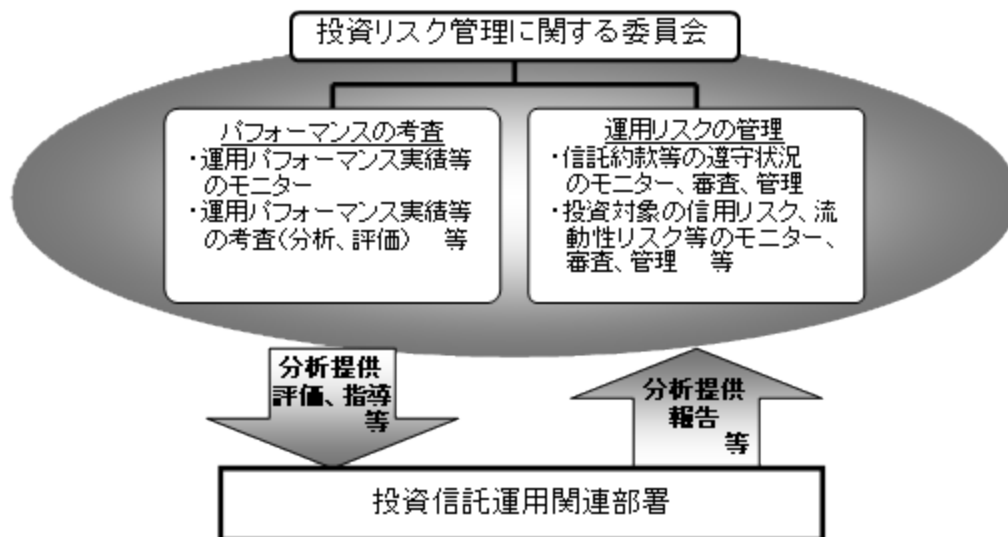 投資リスク管理に関する委員会
パフォーマンスの考査
・運用パフォーマンス実績等
のモニター
・運用パフォーマンス実績等
の考査(分析、評価) 等
運用リスクの管理
・信託約款等の遵守状況
のモニター、審査、管理
・投資対象の信用リスク、流
動性リスク等のモニター、
審査、管理 等
分析提供
評価、指導
等
分析提供
報告
等
投資信託運用関連部署